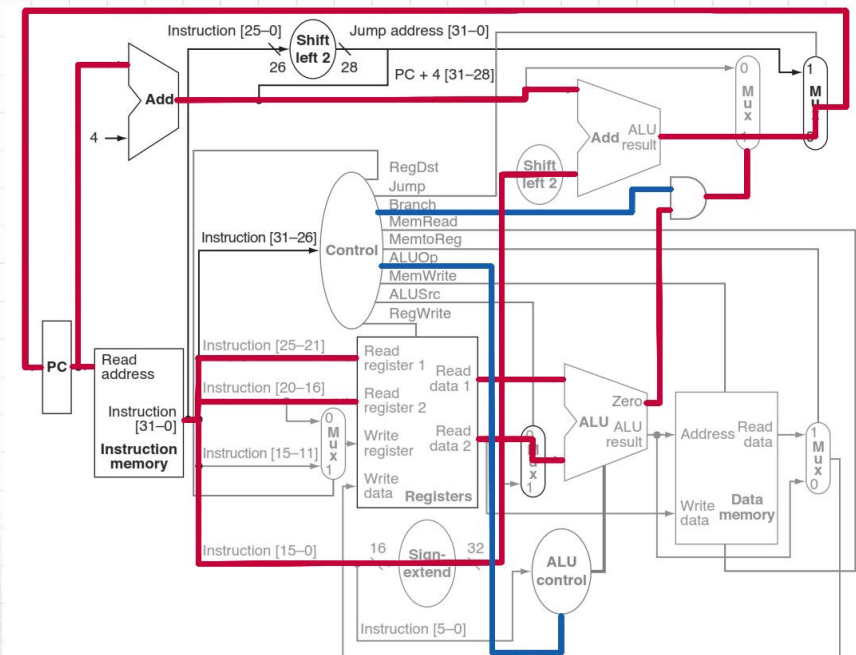 Instruction [25–0]
Shift
left 2
Jump address [31–0]
26
28
PC + 4 [31–28]
Add
4
0
M
u
x
1
M
u
x
Add
ALU
result
Shift
left 2
RegDst
Jump
Branch
MemRead
MemtoReg
ALUOp
MemWrite
ALUSrc
RegWrite
Control
Instruction [31–26]
PC
Read
address
Instruction
[31–0]
Instruction
memory
Instruction [25–21]
Instruction [20–16]
Instruction [15–11]
Instruction [15–0]
Instruction [5–0]
0
M
u
x
1
Read
register 1
Read
register 2
Write
register
Write
data
Read
data 1
Read
data 2
Registers
16
Sign-
extend
32
0
x
1
Zero
ALU
ALU
result
ALU
control
Address
Read
data
Write
data
Data
memory
1
M
u
x
0